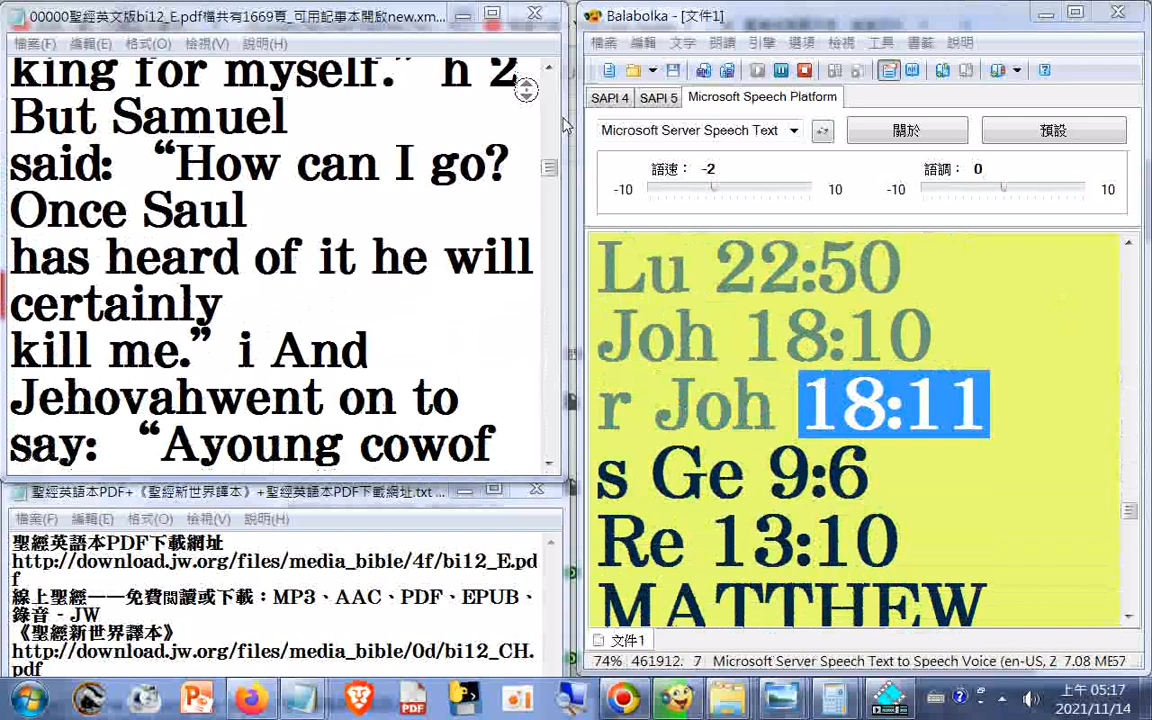 00000聖經英文版bi12_E.pdf檔共有1669頁_可用記事本開啟new.xm...
檔案(F) 編輯(E) 格式(O) 檢視(V) 說明(H)
king for myself.” h 2
But Samuel
said: “How can I go?
Once Saul
has heard of it he will
certainly
kill me.” i And
Jehovahwent on to
say: “Ayoung cowof
聖經英語本PDF+《聖經新世界譯本》+聖經英語本PDF下載網址.txt ...
檔案(F) 編輯(E) 格式(O) 檢視(V) 說明(H)
聖經英語本PDF下載網址
http://download.jw.org/files/media_bible/4f/bi12_E.pd
f
線上聖經——免費閱讀或下載：MP3、AAC、PDF、EPUB、
錄音 - JW
《聖經新世界譯本》
http://download.jw.org/files/media_bible/0d/bi12_CH.
pdf
Balabolka - [文件1]
檔案 編輯 文字 朗讀 引擎 選項 檢視 工具 書籤 說明
SAPI 4 SAPI 5 Microsoft Speech Platform
Microsoft Server Speech Text 關於 預設
語速： -2 語調： 0
-10 10 -10 10
Lu 22:50
Joh 18:10
r Joh 18:11
s Ge 9:6
Re 13:10
MATTHEW
文件1
74% 461912: 7 Microsoft Server Speech Text to Speech Voice (en-US, Z 7.08 ME57
上午 05:17
2021/11/14